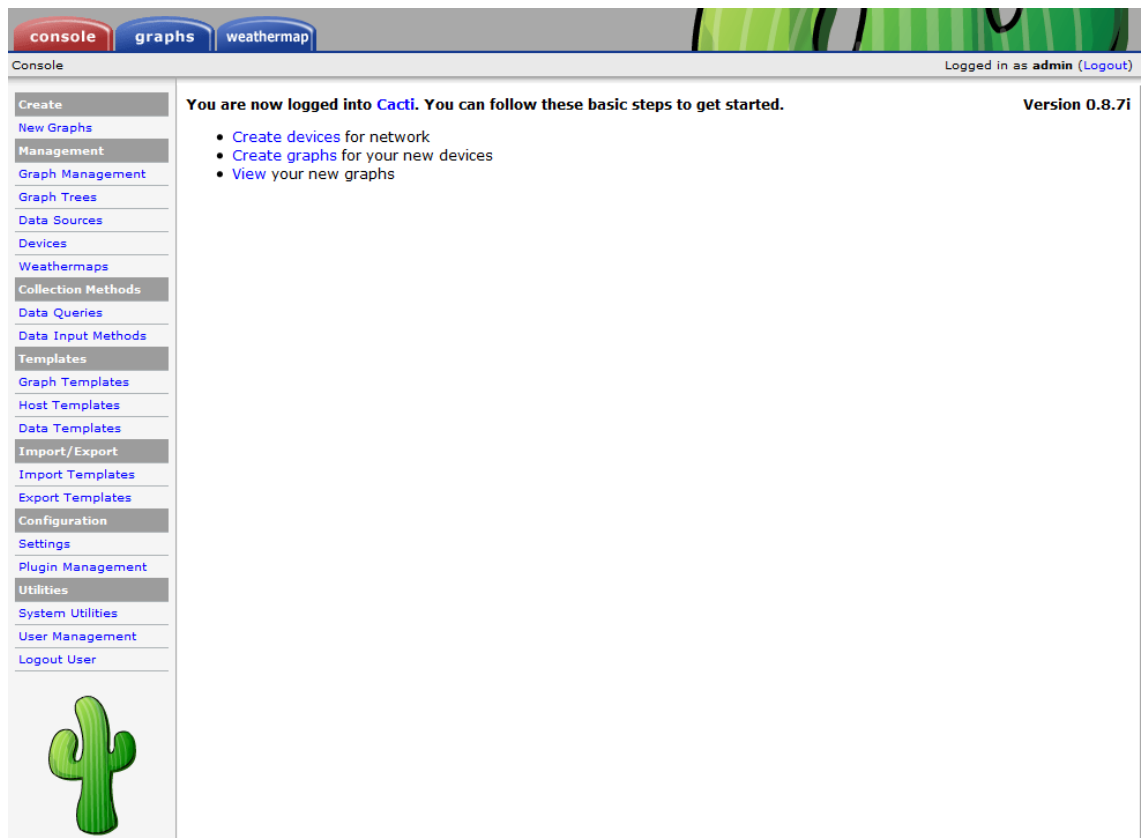 console graphs weathermap
Console Logged in as admin (Logout)
Create
New Graphs
Management
Graph Management
Graph Trees
Data Sources
Devices
Weathermaps
Collection Methods
Data Queries
Data Input Methods
Templates
Graph Templates
Host Templates
Data Templates
Import/Export
Import Templates
Export Templates
Configuration
Settings
Plugin Management
Utilities
System Utilities
User Management
Logout User
You are now logged into Cacti. You can follow these basic steps to get started. Version 0.8.7i
• Create devices for network
• Create graphs for your new devices
• View your new graphs